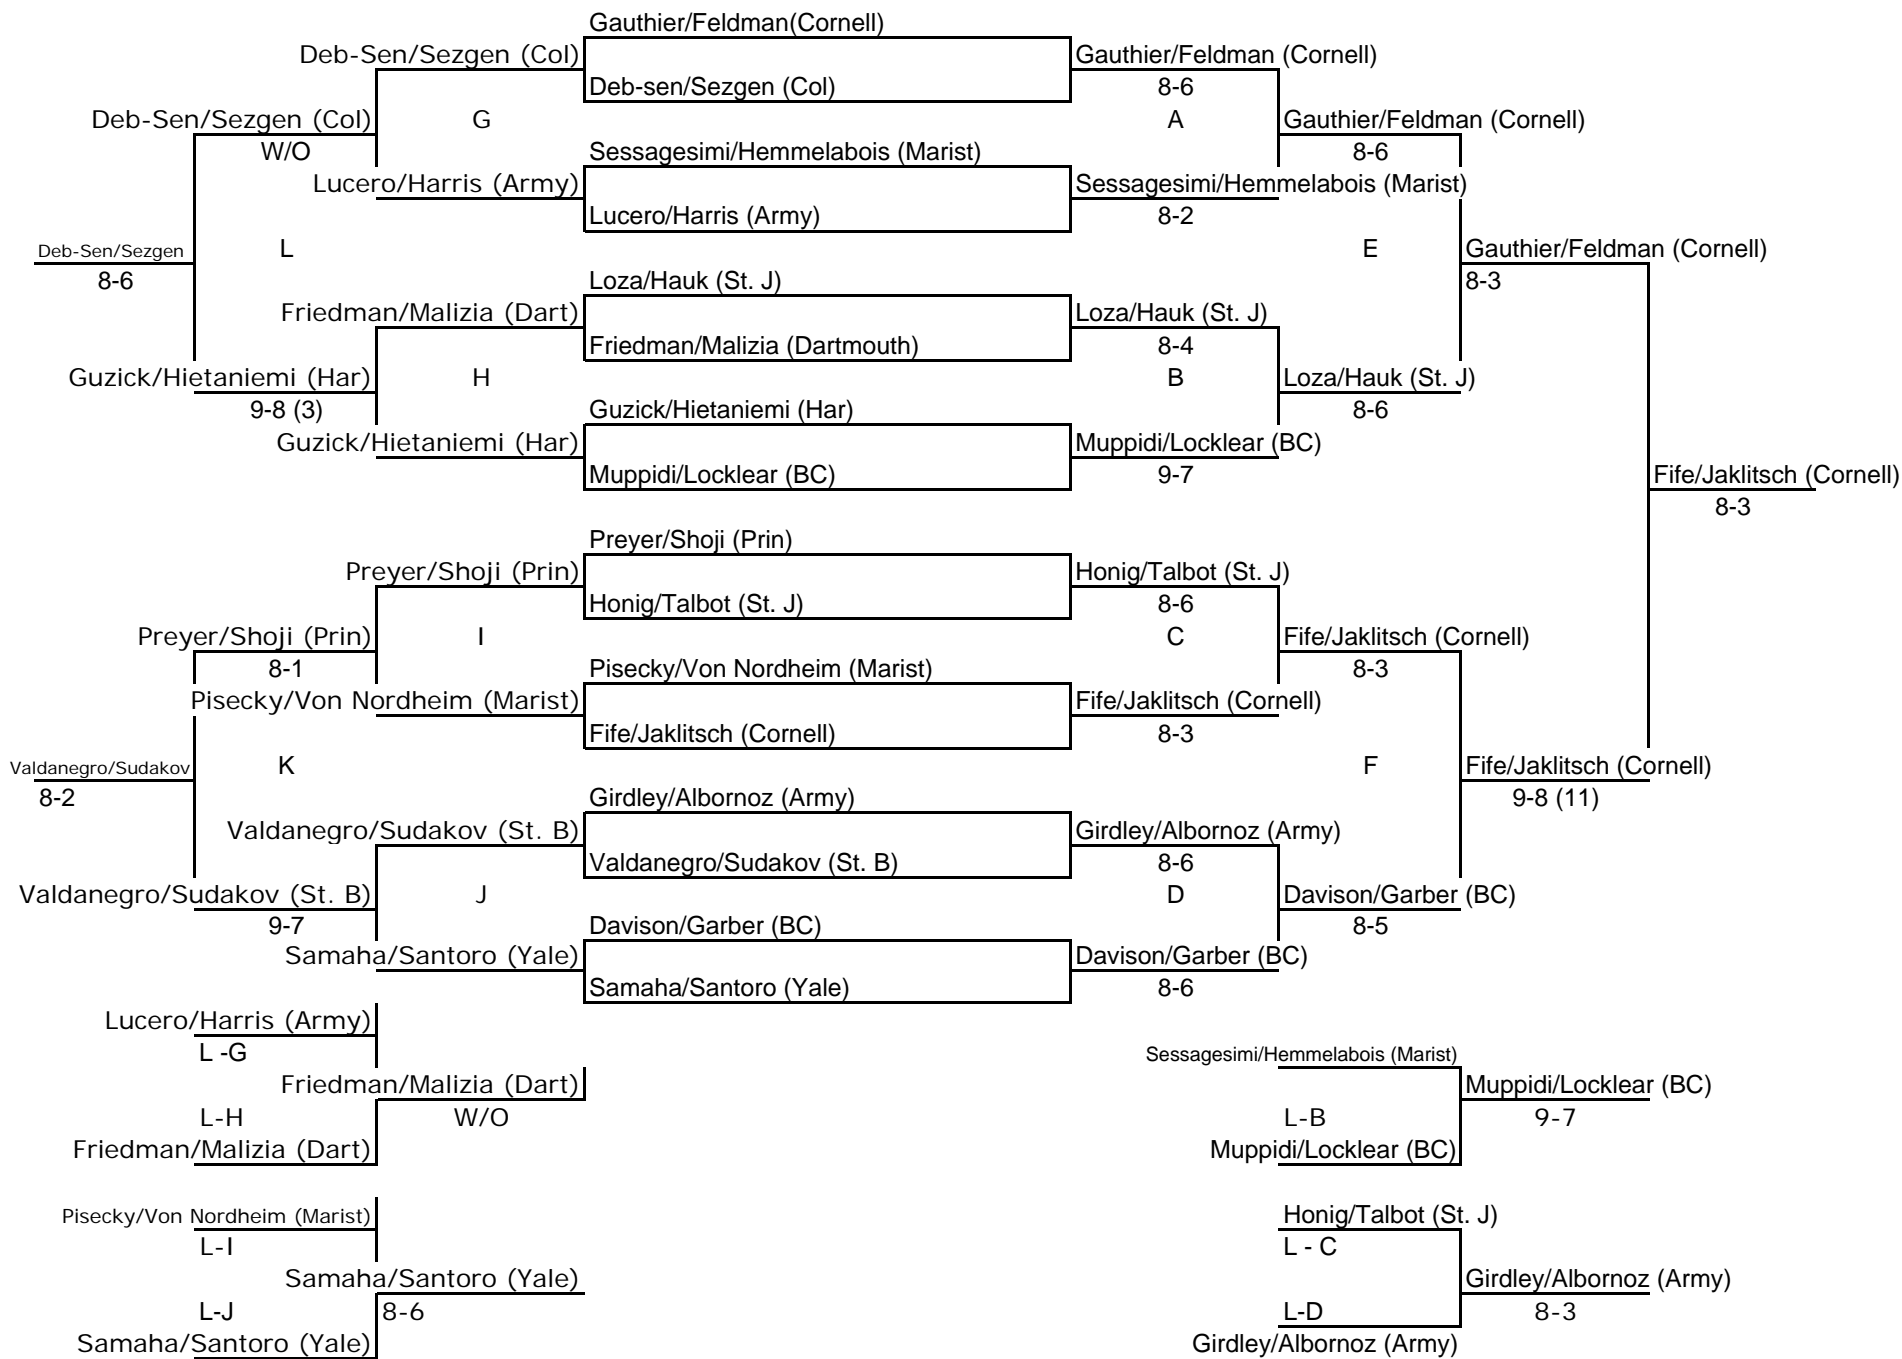 Gauthier/Feldman(Cornell)
Deb-Sen/Sezgen (Col)
Gauthier/Feldman (Cornell)
Deb-sen/Sezgen (Col)
8-6
Deb-Sen/Sezgen (Col)
G
A
Gauthier/Feldman (Cornell)
W/O
Sessagesimi/Hemmelabois (Marist)
8-6
Lucero/Harris (Army)
Sessagesimi/Hemmelabois (Marist)
Lucero/Harris (Army)
8-2
Deb-Sen/Sezgen
L
E
Gauthier/Feldman (Cornell)
8-6
Loza/Hauk (St. J)
8-3
Friedman/Malizia (Dart)
Loza/Hauk (St. J)
Friedman/Malizia (Dartmouth)
8-4
Guzick/Hietaniemi (Har)
H
B
Loza/Hauk (St. J)
9-8 (3)
Guzick/Hietaniemi (Har)
8-6
Guzick/Hietaniemi (Har)
Muppidi/Locklear (BC)
Muppidi/Locklear (BC)
9-7
Fife/Jaklitsch (Cornell)
8-3
Preyer/Shoji (Prin)
Preyer/Shoji (Prin)
Honig/Talbot (St. J)
Honig/Talbot (St. J)
8-6
Preyer/Shoji (Prin)
I
C
Fife/Jaklitsch (Cornell)
8-1
Pisecky/Von Nordheim (Marist)
8-3
Pisecky/Von Nordheim (Marist)
Fife/Jaklitsch (Cornell)
Fife/Jaklitsch (Cornell)
8-3
Valdanegro/Sudakov
K
F
Fife/Jaklitsch (Cornell)
8-2
Girdley/Albornoz (Army)
9-8 (11)
Valdanegro/Sudakov (St. B)
Girdley/Albornoz (Army)
Valdanegro/Sudakov (St. B)
8-6
Valdanegro/Sudakov (St. B)
J
D
Davison/Garber (BC)
9-7
Davison/Garber (BC)
8-5
Samaha/Santoro (Yale)
Davison/Garber (BC)
Samaha/Santoro (Yale)
8-6
Lucero/Harris (Army)
L -G
Sessagesimi/Hemmelabois (Marist)
Friedman/Malizia (Dart)
Muppidi/Locklear (BC)
L-H
W/O
L-B
9-7
Friedman/Malizia (Dart)
Muppidi/Locklear (BC)
Pisecky/Von Nordheim (Marist)
Honig/Talbot (St. J)
L-I
L - C
Samaha/Santoro (Yale)
Girdley/Albornoz (Army)
L-J
8-6
L-D
8-3
Samaha/Santoro (Yale)
Girdley/Albornoz (Army)